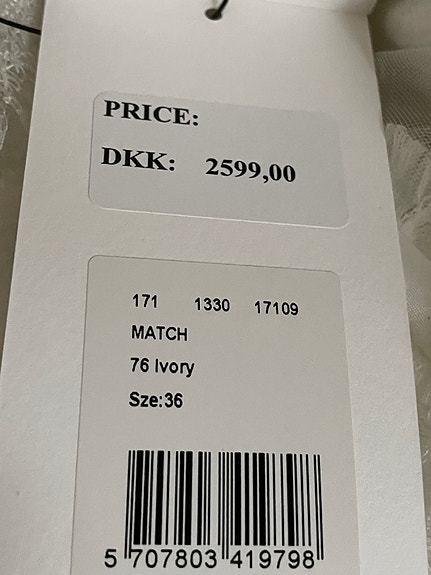 PRICE:
DKK: 2599,00
171 1330 17109
MATCH
76 Ivory
Sze:36
5 707803 419798